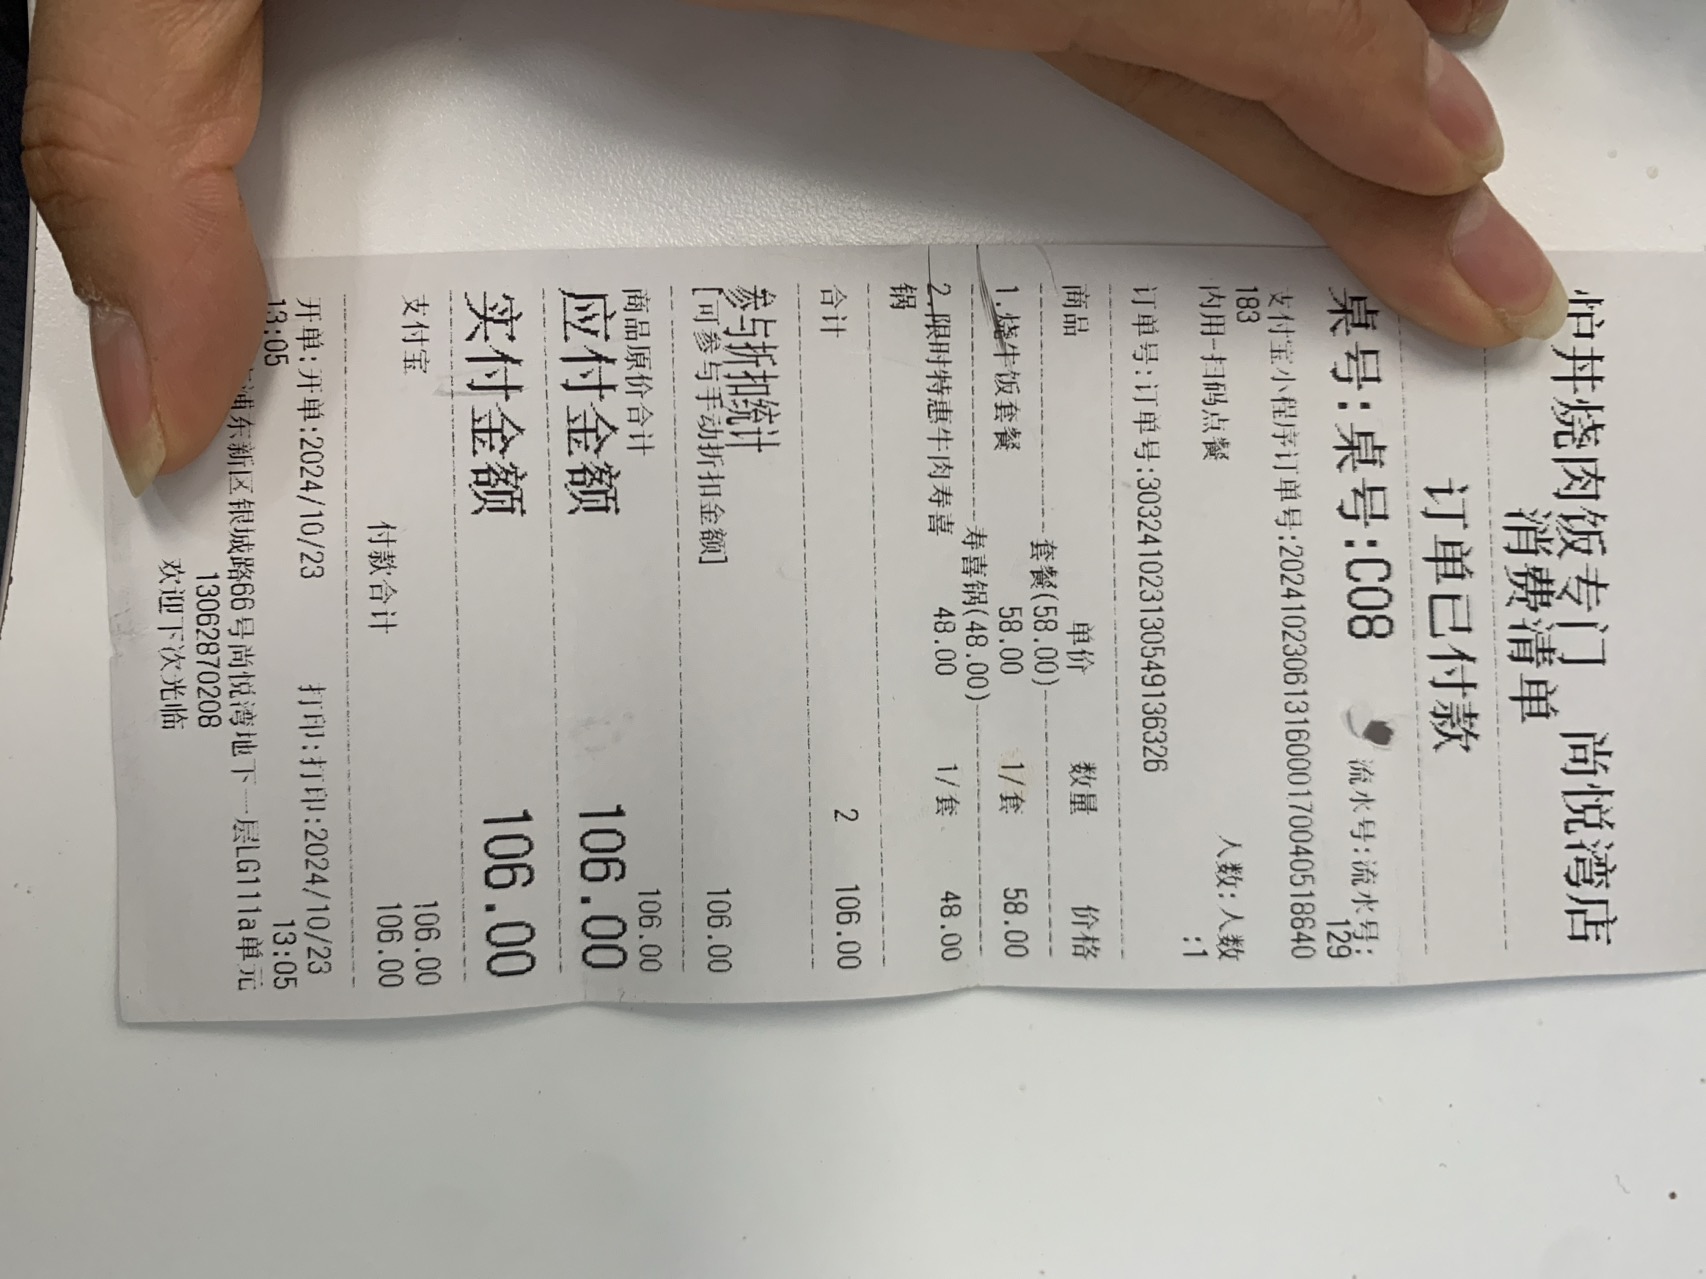 怡丹烧肉饭专门 尚悦湾店
消费清单
订单已付款
桌号:桌号:C08 流水号:流水号:
129
支付宝小程序订单号:20241023061316000170040518640
183
内用-扫码点餐 人数:人数
:1
订单号:订单号:303241023130549136326
商品 单价 数量 价格
套餐(58.00)
1.烧牛饭套餐 58.00 1/套 58.00
寿喜锅(48.00)
2.限时特惠牛肉寿喜 48.00 1/套 48.00
锅
合计 2 106.00
参与折扣统计
[可参与手动折扣金额] 106.00
商品原价合计 106.00
应付金额 106.00
实付金额 106.00
支付宝 106.00
付款合计 106.00
开单:开单:2024/10/23 打印:打印:2024/10/23
13:05 13:05
浦东新区银城路66号尚悦湾地下一层LG111a单元
13062870208
欢迎下次光临